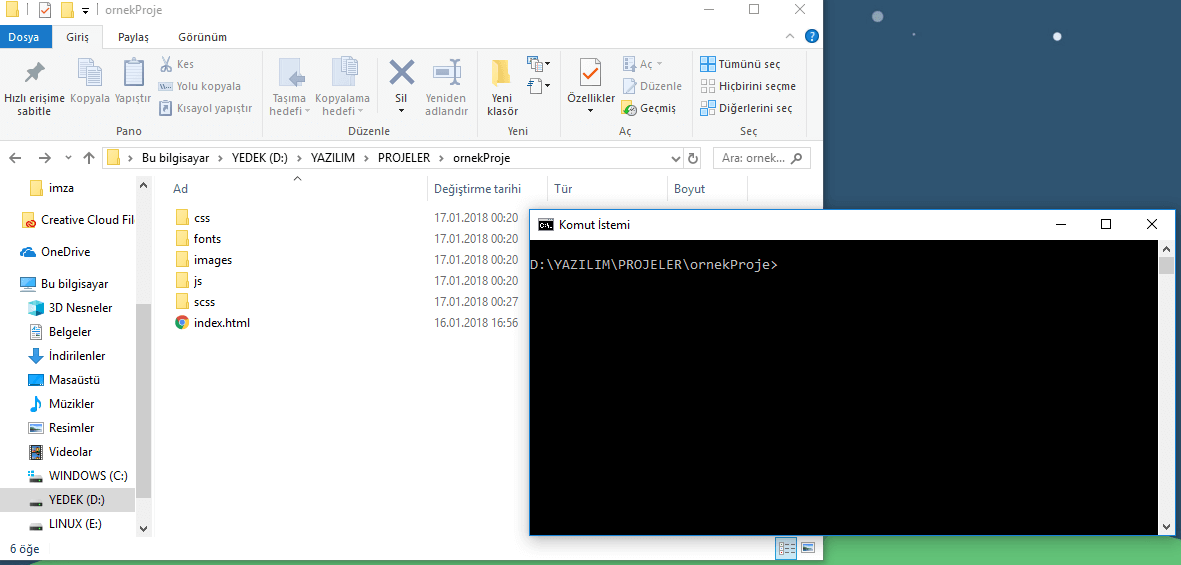 ornekProje
Dosya Giriş Paylaş Görünüm
Hızlı erişime sabitle
Kopyala
Yapıştır
Kes
Yolu kopyala
Kısayol yapıştır
Pano
Taşıma hedefi
Kopyalama hedefi
Sil
Yeniden adlandır
Düzenle
Yeni klasör
Yeni
Özellikler
Aç
Düzenle
Geçmiş
Aç
Tümünü seç
Hiçbirini seçme
Diğerlerini seç
Seç
Bu bilgisayar > YEDEK (D:) > YAZILIM > PROJELER > ornekProje
Ara: ornek...
imza
Creative Cloud Fil
OneDrive
Bu bilgisayar
3D Nesneler
Belgeler
İndirilenler
Masaüstü
Müzikler
Resimler
Videolar
WINDOWS (C:)
YEDEK (D:)
LINUX (E:)
Ad Değiştirme tarihi Tür Boyut
css 17.01.2018 00:20
fonts 17.01.2018 00:20
images 17.01.2018 00:20
js 17.01.2018 00:20
scss 17.01.2018 00:27
index.html 16.01.2018 16:56
6 öğe
Komut İstemi
D:\YAZILIM\PROJELER\ornekProje>